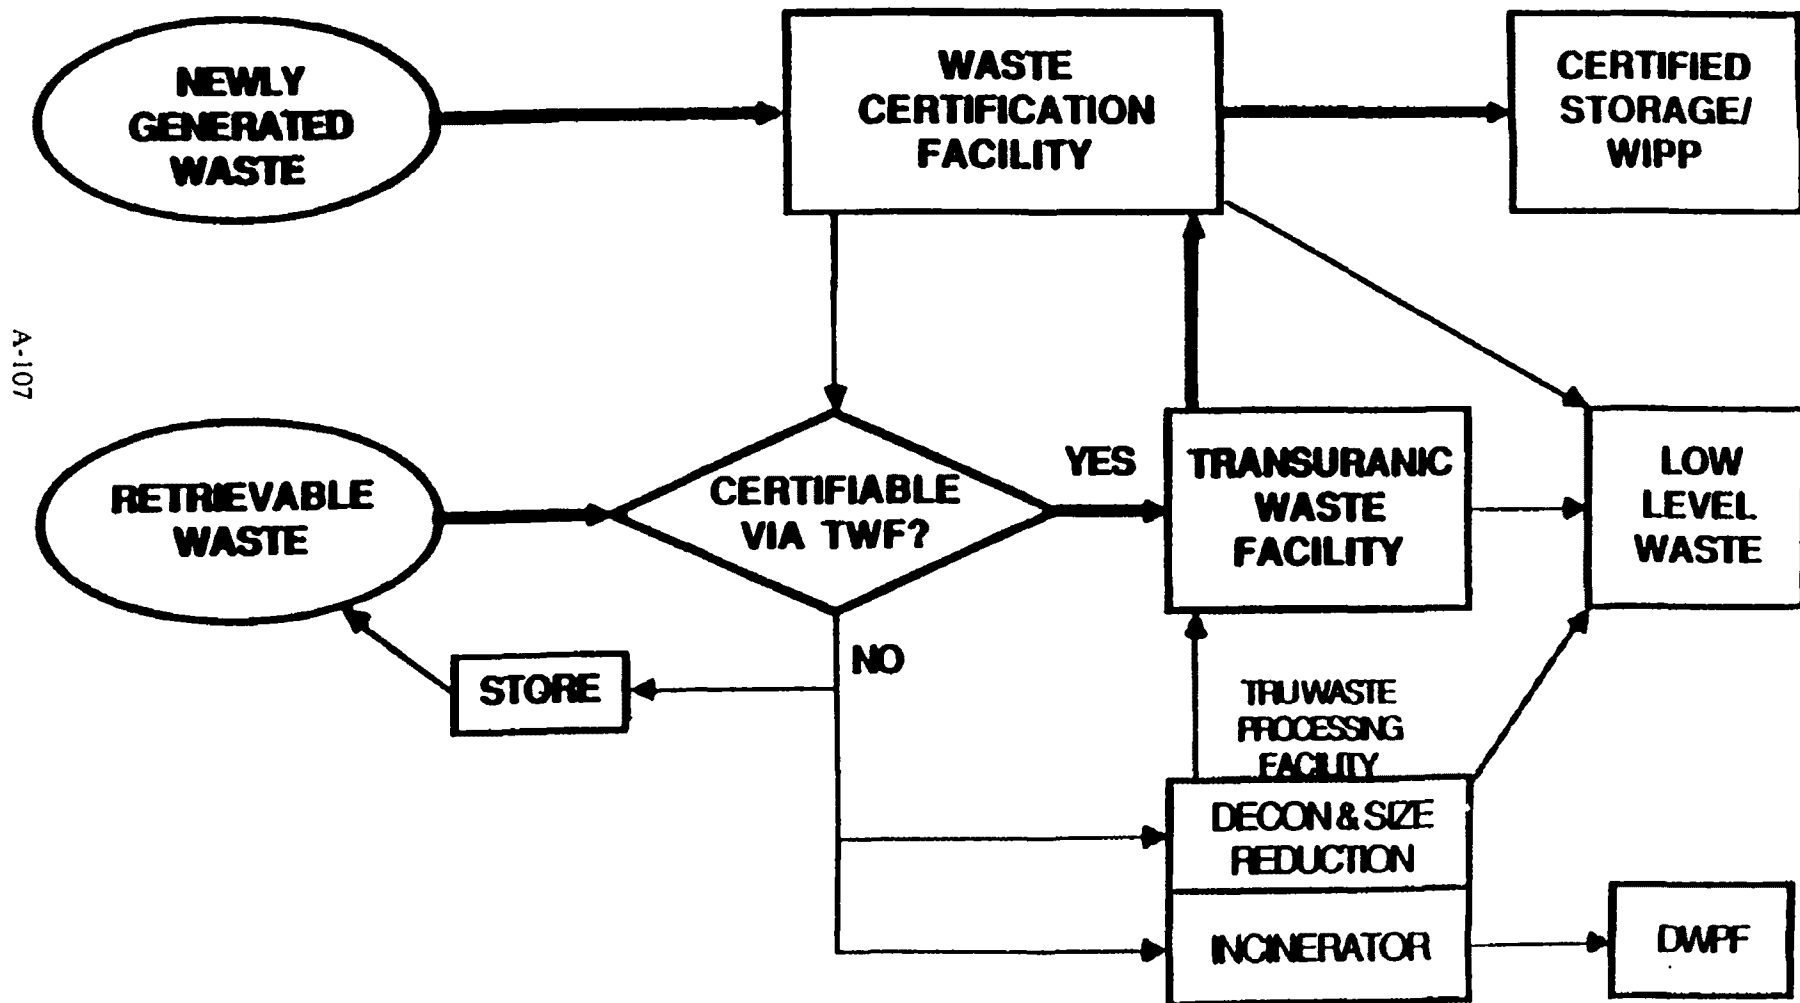 NEWLY
GENERATED
WASTE
WASTE
CERTIFICATION
FACILITY
CERTIFIED
STORAGE/
WIPP
A-107
RETRIEVABLE
WASTE
CERTIFIABLE
VIA TWF?
YES
TRANSURANIC
WASTE
FACILITY
LOW
LEVEL
WASTE
NO
STORE
TRU WASTE
PROCESSING
FACILITY
DECON & SIZE
REDUCTION
INCINERATOR
DWPF